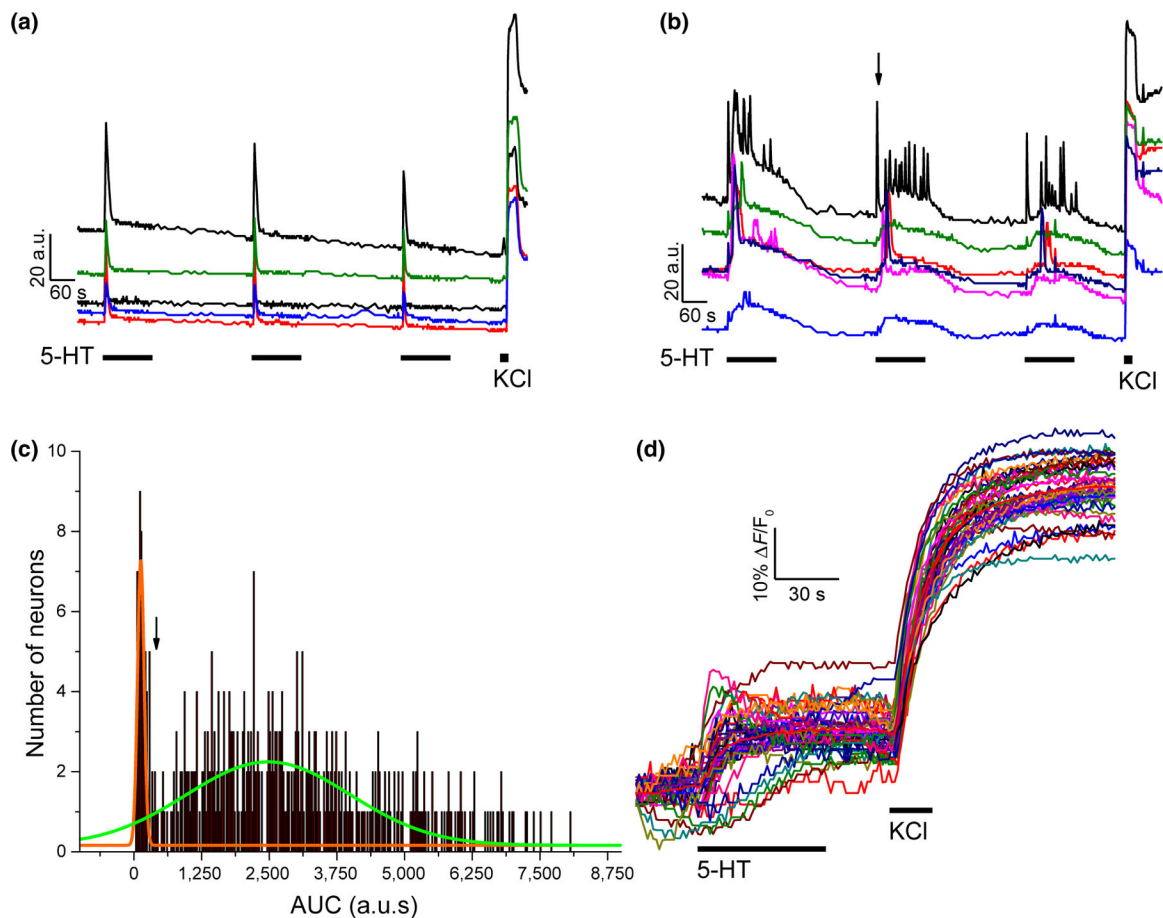 (a)
20 a.u.
60 s
5-HT
KCl
(b)
20 a.u.
60 s
5-HT
KCl
(c)
Number of neurons
10
8
6
4
2
0
0 1,250 2,500 3,750 5,000 6,250 7,500 8,750
AUC (a.u.s)
(d)
10% ΔF/F0
30 s
KCl
5-HT